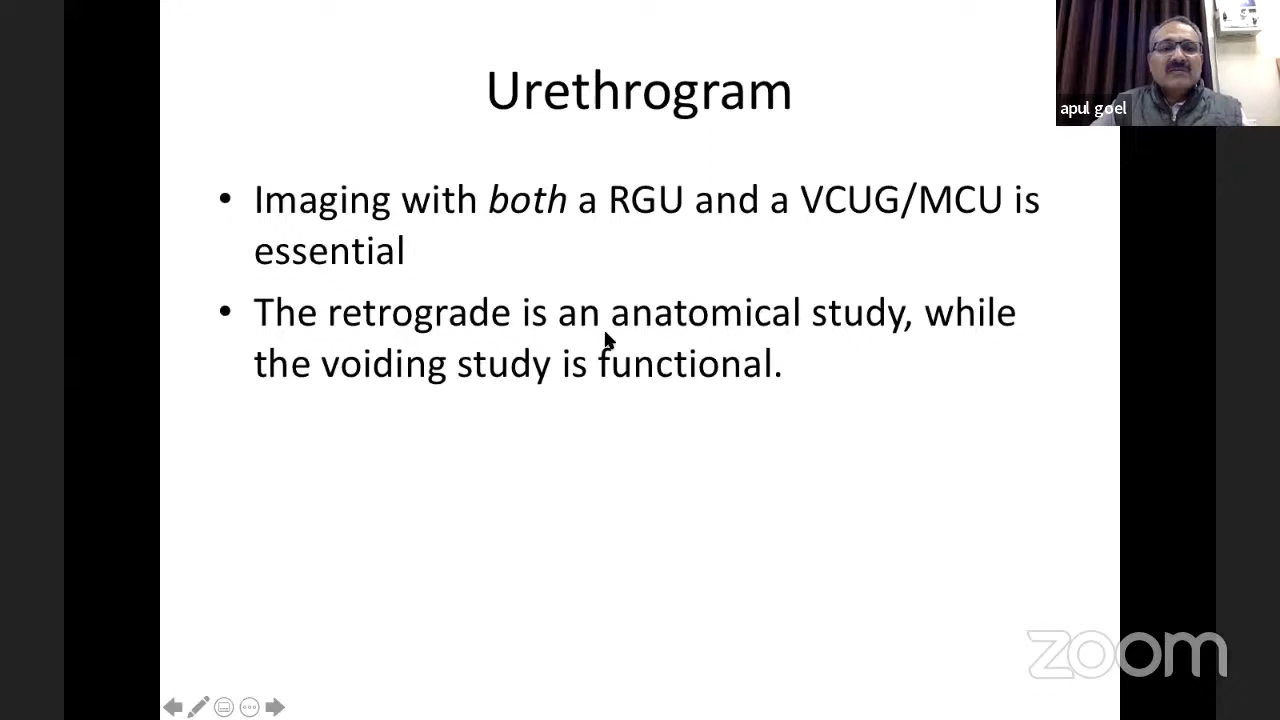 Urethrogram
apul goel
• Imaging with both a RGU and a VCUG/MCU is
essential
• The retrograde is an anatomical study, while
the voiding study is functional.
zoom